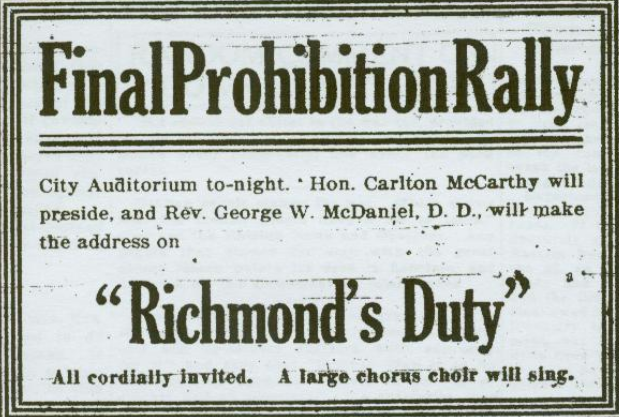 Final Prohibition Rally
City Auditorium to-night. Hon. Carlton McCarthy will
preside, and Rev. George W. McDaniel, D. D., will make
the address on
"Richmond's Duty"
All cordially invited. A large chorus choir will sing.